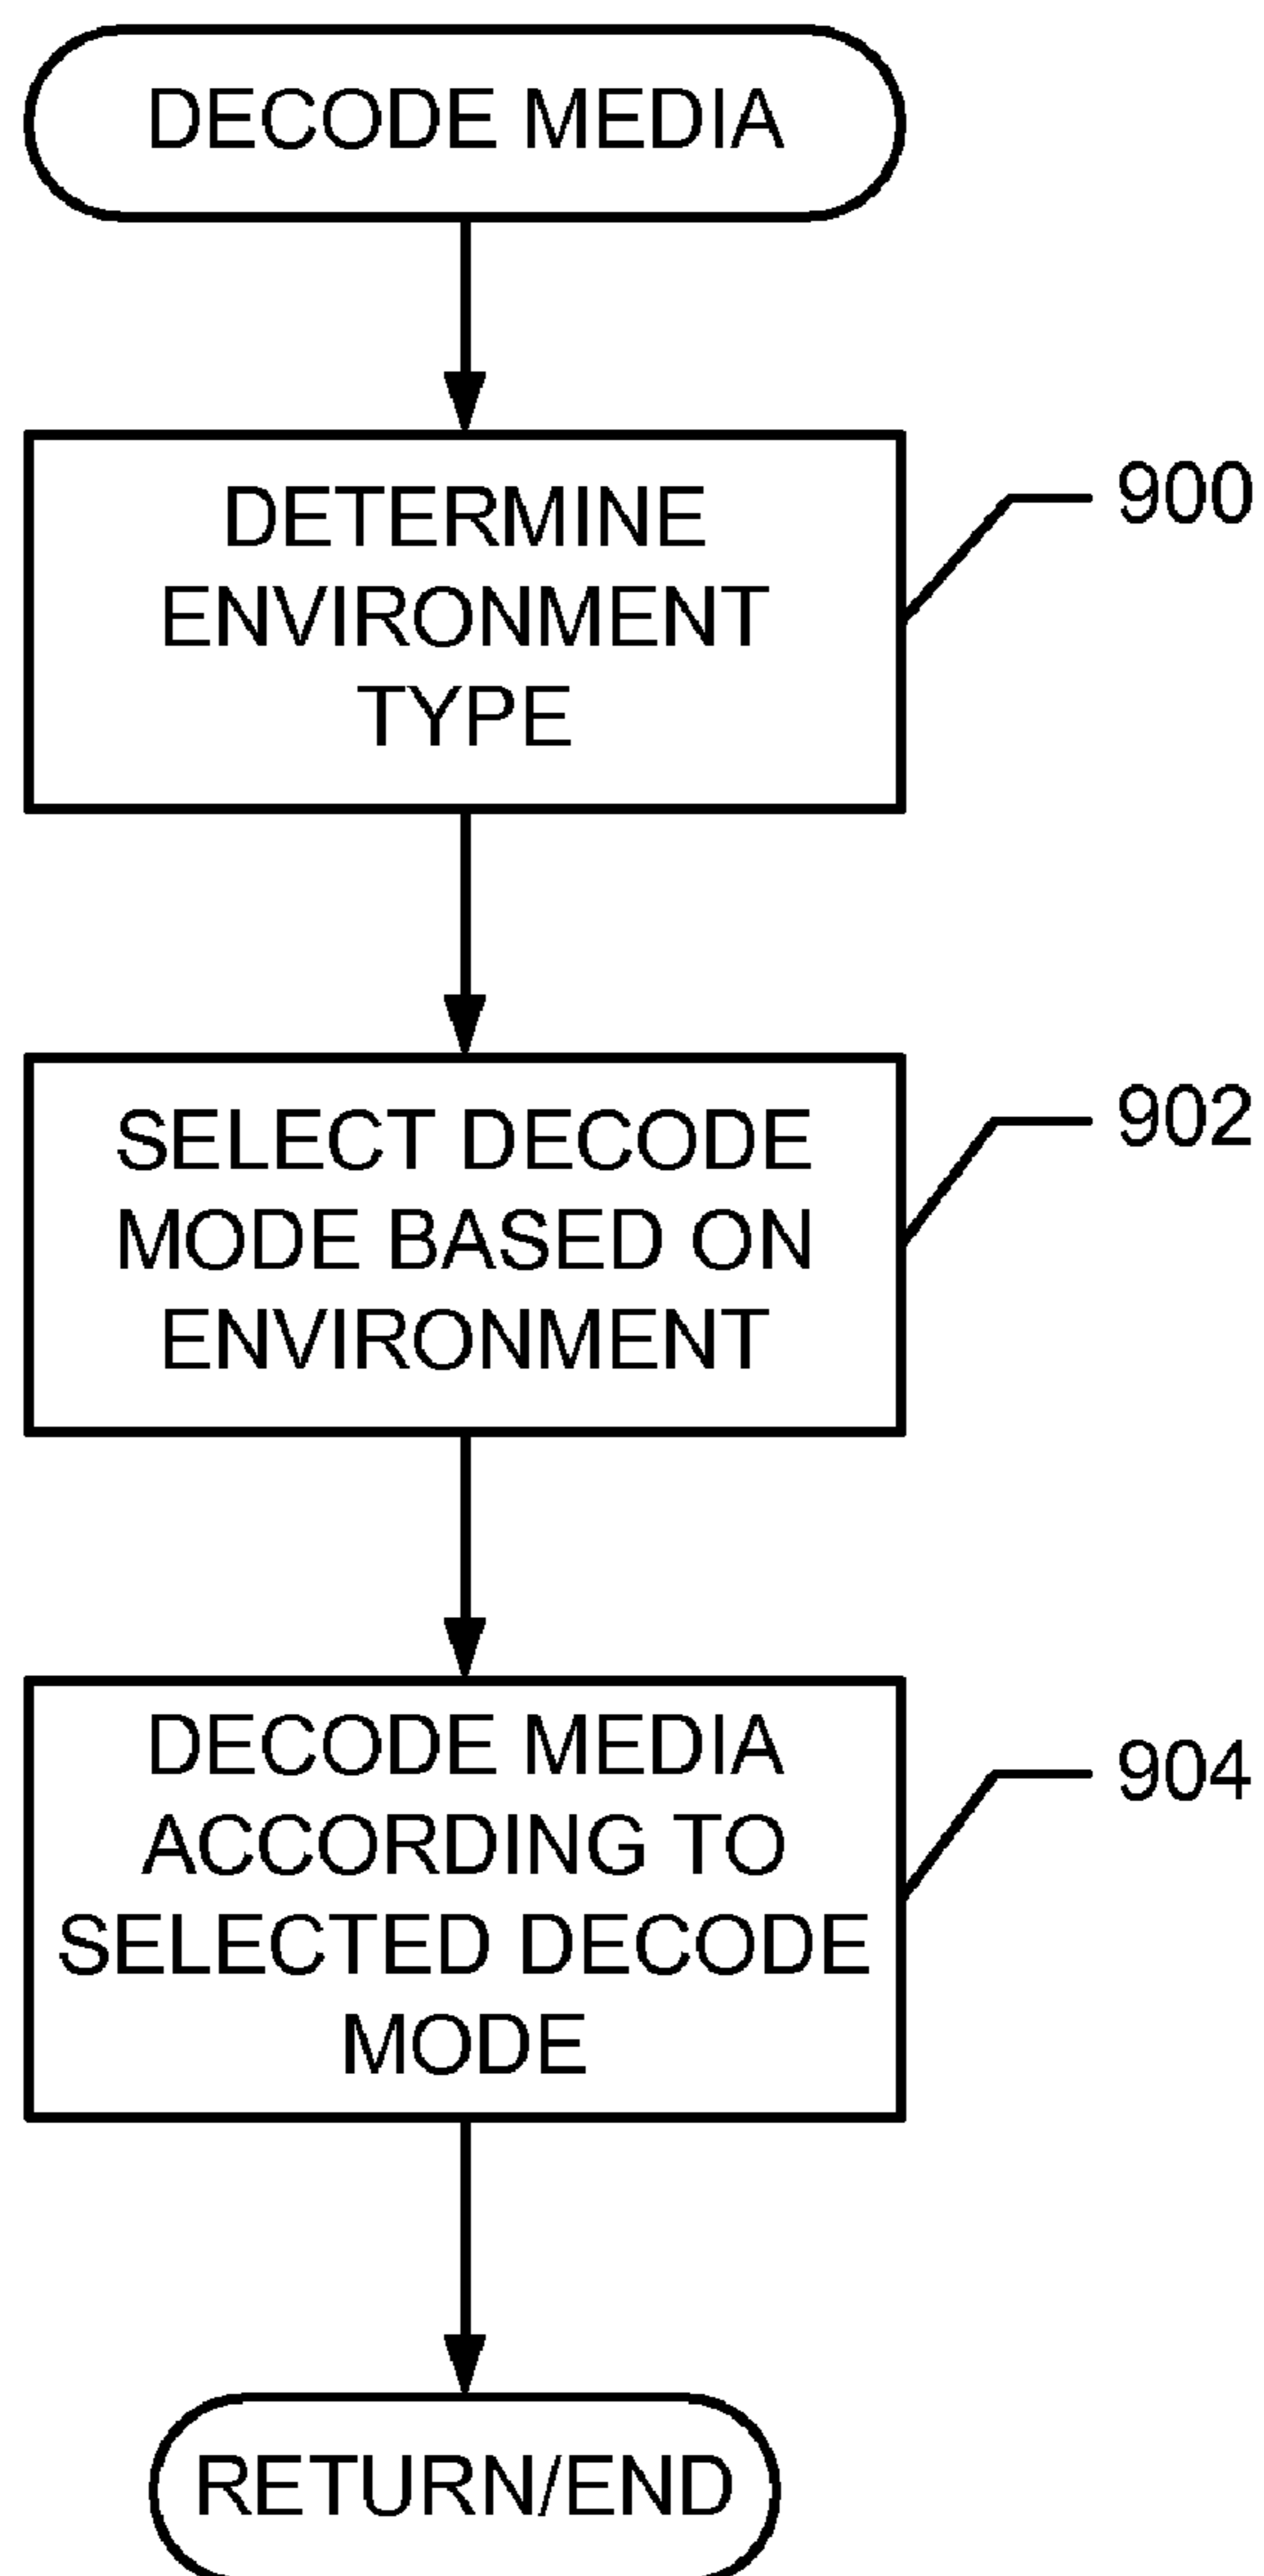 DECODE MEDIA
DETERMINE
ENVIRONMENT
TYPE
900
SELECT DECODE
MODE BASED ON
ENVIRONMENT
902
DECODE MEDIA
ACCORDING TO
SELECTED DECODE
MODE
904
RETURN/END